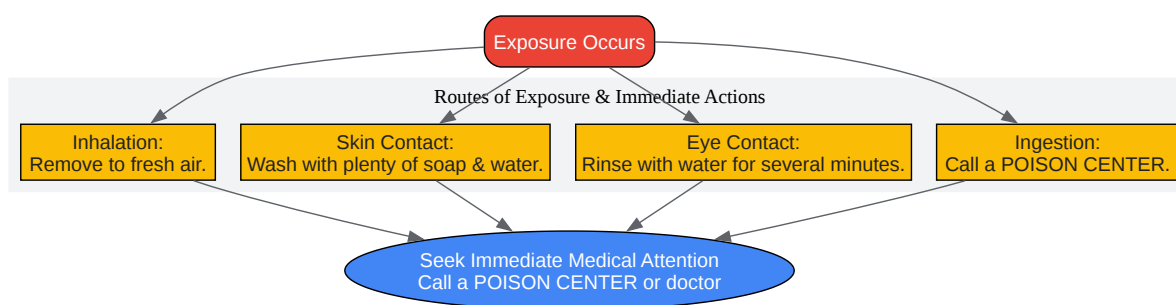 Exposure Occurs
Routes of Exposure & Immediate Actions
Inhalation:
Remove to fresh air.
Skin Contact:
Wash with plenty of soap & water.
Eye Contact:
Rinse with water for several minutes.
Ingestion:
Call a POISON CENTER.
Seek Immediate Medical Attention
Call a POISON CENTER or doctor